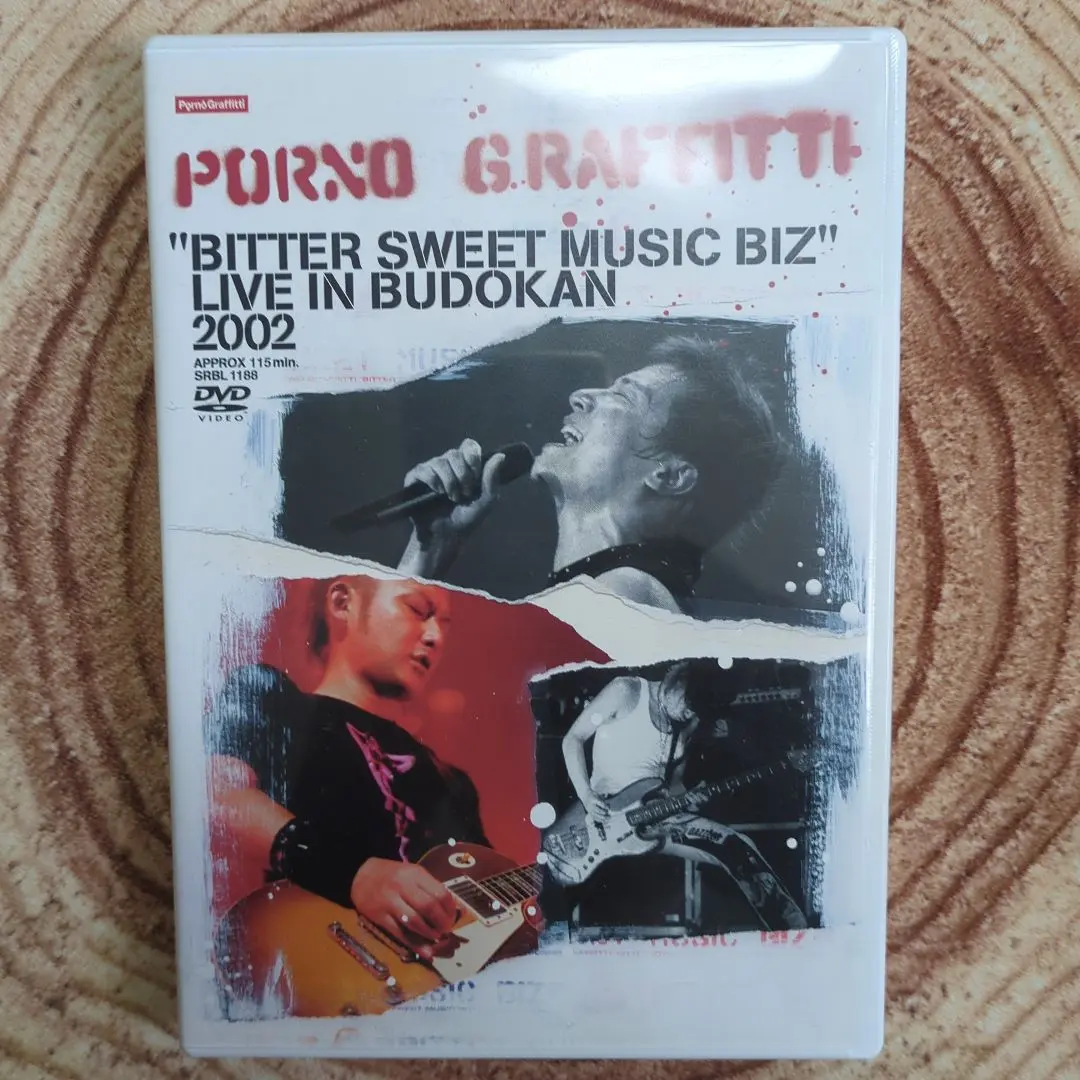 PornoGraffitti
PORNO GRAFFITTI
"BITTER SWEET MUSIC BIZ"
LIVE IN BUDOKAN
2002
APPROX 115min.
SRBL 1188
DVD
VIDEO